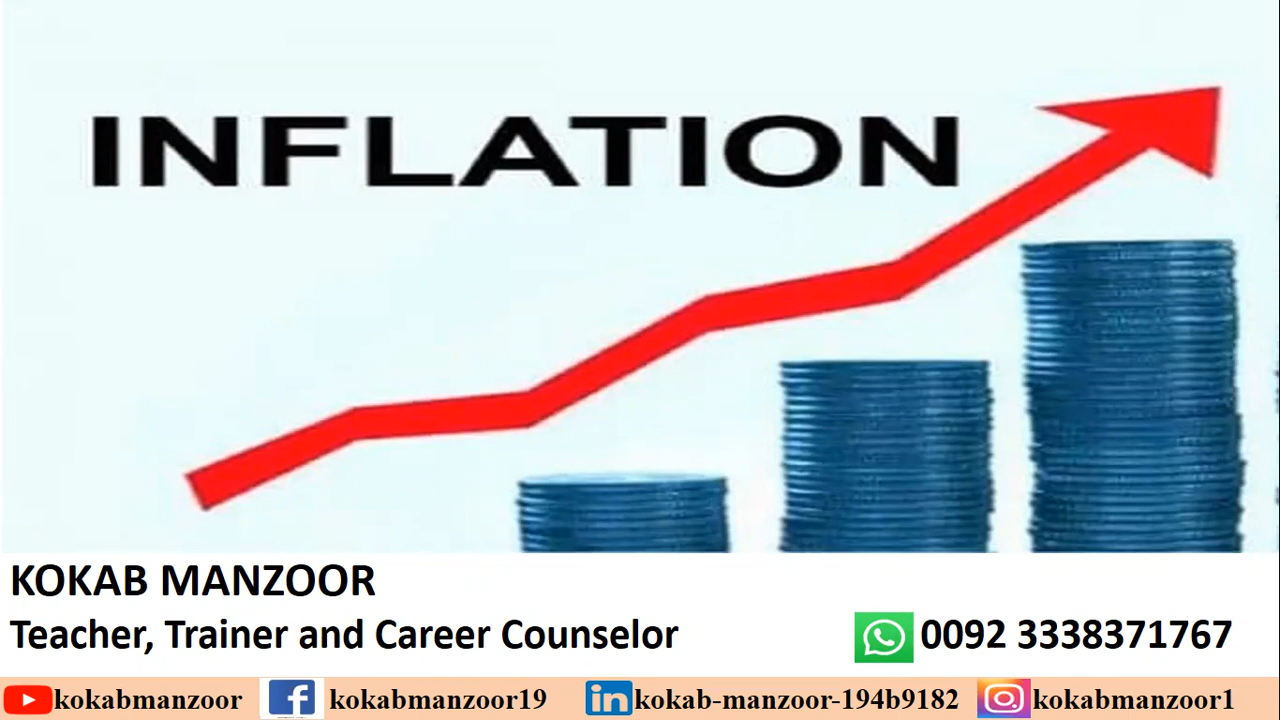 INFLATION
KOKAB MANZOOR
Teacher, Trainer and Career Counselor 0092 3338371767
kokabmanzoor kokabmanzoor19 kokab-manzoor-194b9182 kokabmanzoor1